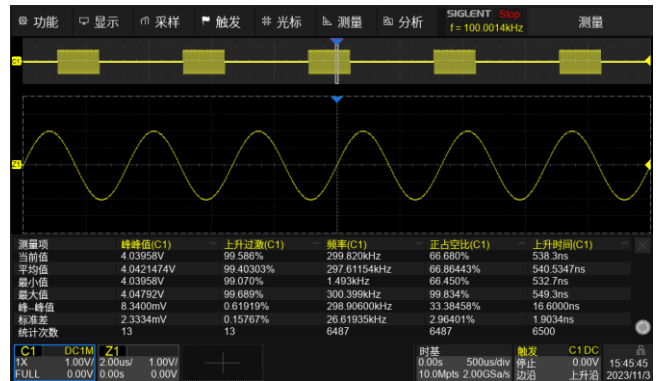 功能 显示 采样 触发 光标 测量 分析 SIGLENT Stop 测量
f = 100.0014kHz
C1
Z1
测量项 峰峰值(C1) 上升过激(C1) 频率(C1) 正占空比(C1) 上升时间(C1)
当前值 4.03958V 99.586% 299.820kHz 66.680% 538.3ns
平均值 4.0421474V 99.40303% 297.61154kHz 66.86443% 540.5347ns
最小值 4.03958V 99.070% 1.493kHz 66.450% 532.7ns
最大值 4.04792V 99.689% 300.399kHz 99.834% 549.3ns
峰--峰值 8.3400mV 0.61919% 298.90600kHz 33.38458% 16.6000ns
标准差 2.3334mV 0.15767% 26.61935kHz 2.96401% 1.9034ns
统计次数 13 13 6487 6487 6500
C1 DC1M Z1 时基 触发 C1 DC
1X 1.00V/ 2.00us/ 1.00V/ 0.00s 500us/div 停止 0.00V 15:45:45
FULL 0.00V 0.00s 0.00V 10.0Mpts 2.00GSa/s 边沿 上升沿 2023/11/3